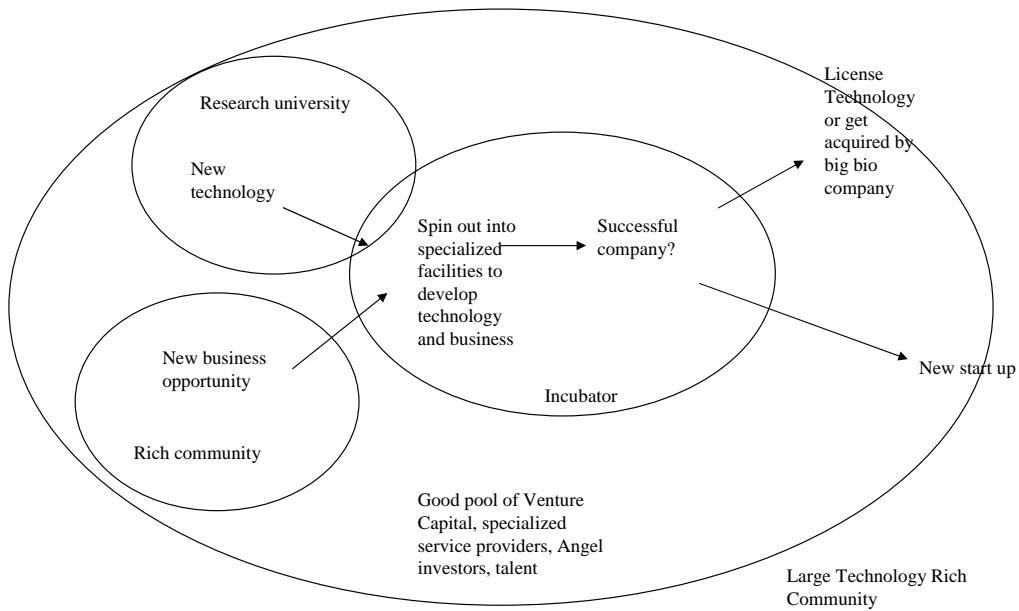 Research university
New
technology
License
Technology
or get
acquired by
big bio
company
Spin out into
specialized
facilities to
develop
technology
and business
Successful
company?
New business
opportunity
Rich community
Incubator
New start up
Good pool of Venture
Capital, specialized
service providers, Angel
investors, talent
Large Technology Rich
Community